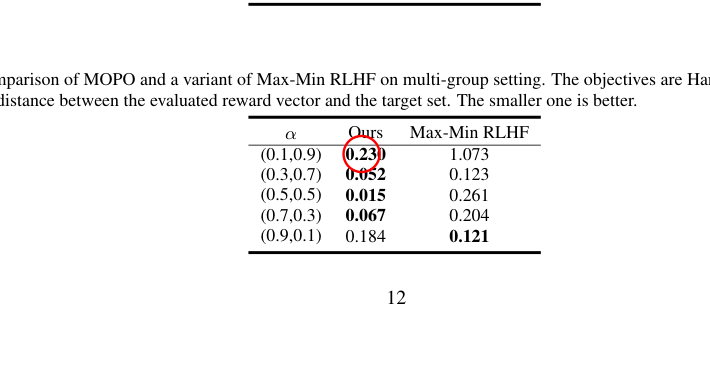 mparison of MOPO and a variant of Max-Min RLHF on multi-group setting. The objectives are Har
distance between the evaluated reward vector and the target set. The smaller one is better.
α Ours Max-Min RLHF
(0.1,0.9) 0.230 1.073
(0.3,0.7) 0.052 0.123
(0.5,0.5) 0.015 0.261
(0.7,0.3) 0.067 0.204
(0.9,0.1) 0.184 0.121
12